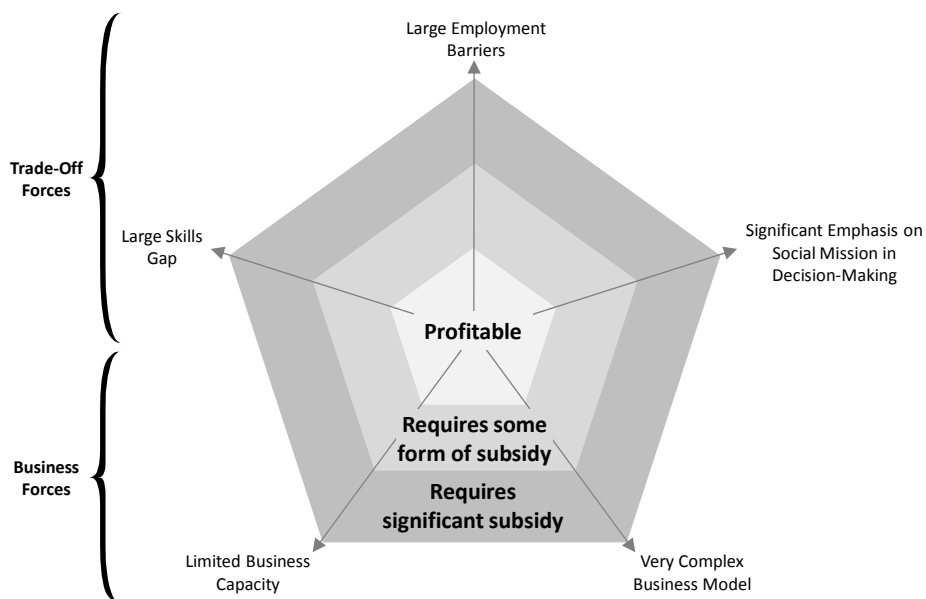 Large Employment
Barriers
Trade-Off
Forces
Large Skills
Gap
Significant Emphasis on
Social Mission in
Decision-Making
Profitable
Requires some
form of subsidy
Business
Forces
Requires
significant subsidy
Limited Business
Capacity
Very Complex
Business Model